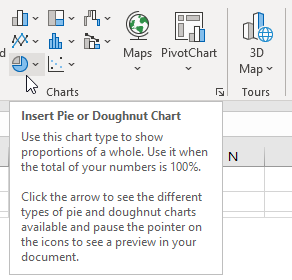 Maps
PivotChart
3D
Map
Charts
Tours
Insert Pie or Doughnut Chart
Use this chart type to show
proportions of a whole. Use it when
the total of your numbers is 100%.
Click the arrow to see the different
types of pie and doughnut charts
available and pause the pointer on
the icons to see a preview in your
document.
N